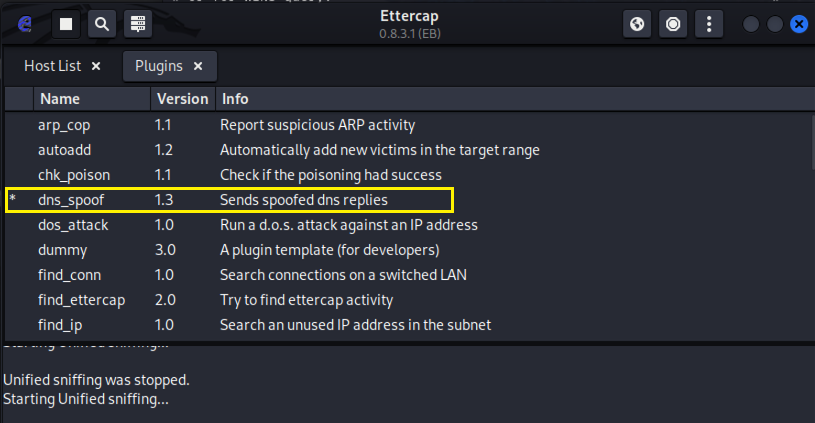 Ettercap
0.8.3.1 (EB)
Host List
Plugins
Name Version Info
arp_cop 1.1 Report suspicious ARP activity
autoadd 1.2 Automatically add new victims in the target range
chk_poison 1.1 Check if the poisoning had success
* dns_spoof 1.3 Sends spoofed dns replies
dos_attack 1.0 Run a d.o.s. attack against an IP address
dummy 3.0 A plugin template (for developers)
find_conn 1.0 Search connections on a switched LAN
find_ettercap 2.0 Try to find ettercap activity
find_ip 1.0 Search an unused IP address in the subnet
Starting Unified sniffing...
Unified sniffing was stopped.
Starting Unified sniffing...